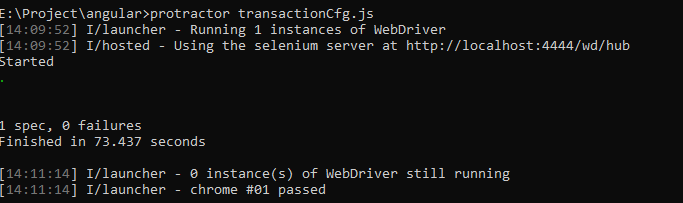 E:\Project\angular>protractor transactionCfg.js
[14:09:52] I/launcher - Running 1 instances of WebDriver
[14:09:52] I/hosted - Using the selenium server at http://localhost:4444/wd/hub
Started
.
1 spec, 0 failures
Finished in 73.437 seconds
[14:11:14] I/launcher - 0 instance(s) of WebDriver still running
[14:11:14] I/launcher - chrome #01 passed